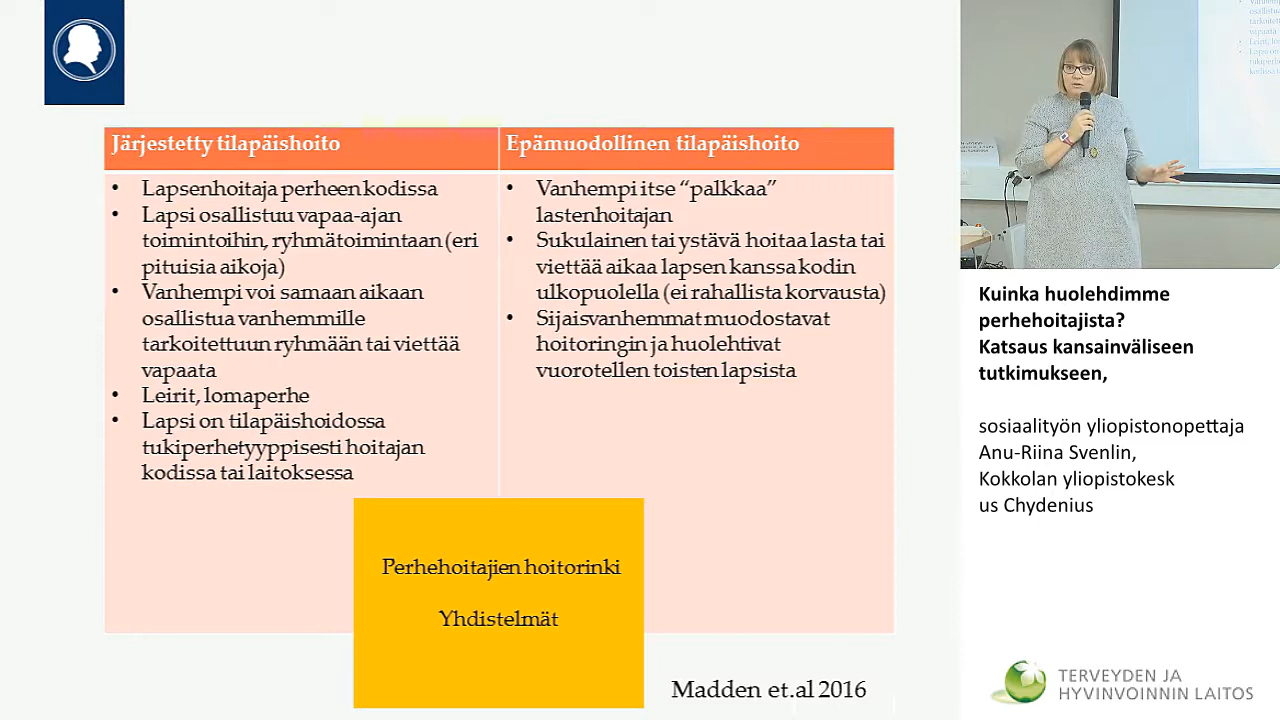 Järjestetty tilapäishoito
Epämuodollinen tilapäishoito
• Lapsenhoitaja perheen kodissa
• Lapsi osallistuu vapaa-ajan
toimintoihin, ryhmätoimintaan (eri
pituisia aikoja)
• Vanhempi voi samaan aikaan
osallistua vanhemmille
tarkoitettuun ryhmään tai viettää
vapaata
• Leirit, lomaperhe
• Lapsi on tilapäishoidossa
tukiperhetyyppisesti hoitajan
kodissa tai laitoksessa
• Vanhempi itse “palkkaa”
lastenhoitajan
• Sukulainen tai ystävä hoitaa lasta tai
viettää aikaa lapsen kanssa kodin
ulkopuolella (ei rahallista korvausta)
• Sijaisvanhemmat muodostavat
hoitoringin ja huolehtivat
vuorotellen toisten lapsista
Perhehoitajien hoitorinki
Yhdistelmät
Madden et.al 2016
Kuinka huolehdimme
perhehoitajista?
Katsaus kansainväliseen
tutkimukseen,
sosiaalityön yliopistonopettaja
Anu-Riina Svenlin,
Kokkolan yliopistokesk
us Chydenius
TERVEYDEN JA
HYVINVOINNIN LAITOS